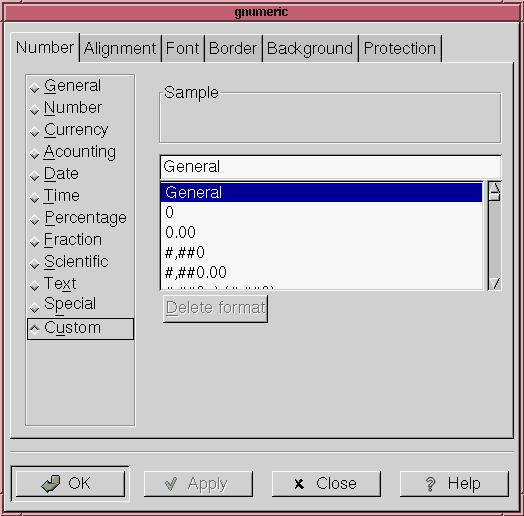 gnumeric
Number Alignment Font Border Background Protection
General
Number
Currency
Acounting
Date
Time
Percentage
Fraction
Scientific
Text
Special
Custom
Sample
General
General
0
0.00
#,##0
#,##0.00
Delete format
OK Apply Close Help